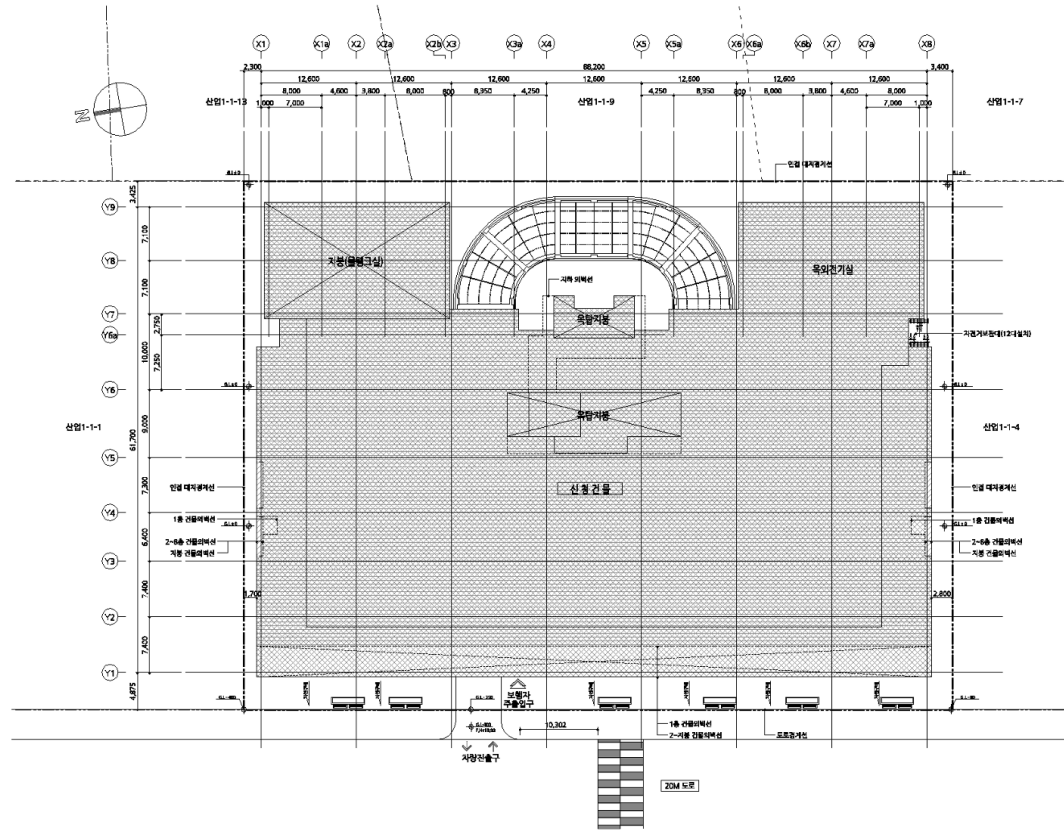 X1 X1a X2 X2a X2b X3 X3a X4 X5 X5a X6 X6a X6b X7 X7a X8
2,300 88,200 3,400
12,600 12,600 12,600 12,600 12,600 12,600 12,600
8,000 4,600 3,800 8,000 800 8,350 4,250 4,250 8,350 800 8,000 3,800 4,600 8,000
1,000 7,000 7,000 1,000
산업1-1-13 산업1-1-9 산업1-1-7
N
인접 대지경계선
G.L±0 G.L±0
3,425
Y9
7,100
Y8 지붕(물탱크실) 옥외전기실
7,100
지하 외벽선
Y7 옥탑지붕
2,750
Y6a 자전거보관대(12대설치)
10,000
7,250
Y6 G.L±0 G.L±0
산업1-1-1 옥탑지붕 산업1-1-4
9,000
61,700
Y5
7,300
인접 대지경계선 신청건물 인접 대지경계선
Y4
1층 건물외벽선 G.L±0 G.L±0 1층 건물외벽선
6,400
2~6층 건물외벽선 2~6층 건물외벽선
지붕 건물외벽선 지붕 건물외벽선
Y3
7,400
1,700 2,800
Y2
7,400
Y1
4,875
보행자
주출입구
10,302
1층 건물외벽선
2~지붕 건물외벽선 도로경계선
차량진출구
20M 도로